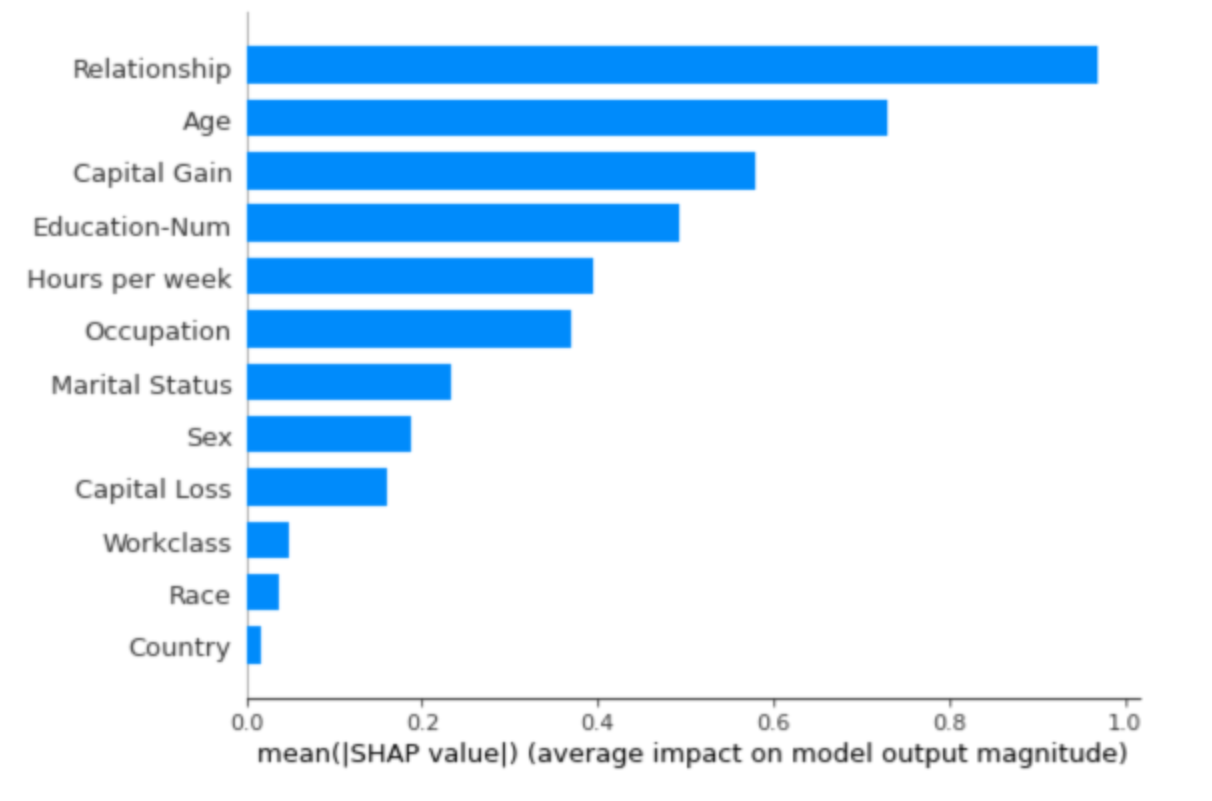 Relationship
Age
Capital Gain
Education-Num
Hours per week
Occupation
Marital Status
Sex
Capital Loss
Workclass
Race
Country
0.0 0.2 0.4 0.6 0.8 1.0
mean(|SHAP value|) (average impact on model output magnitude)